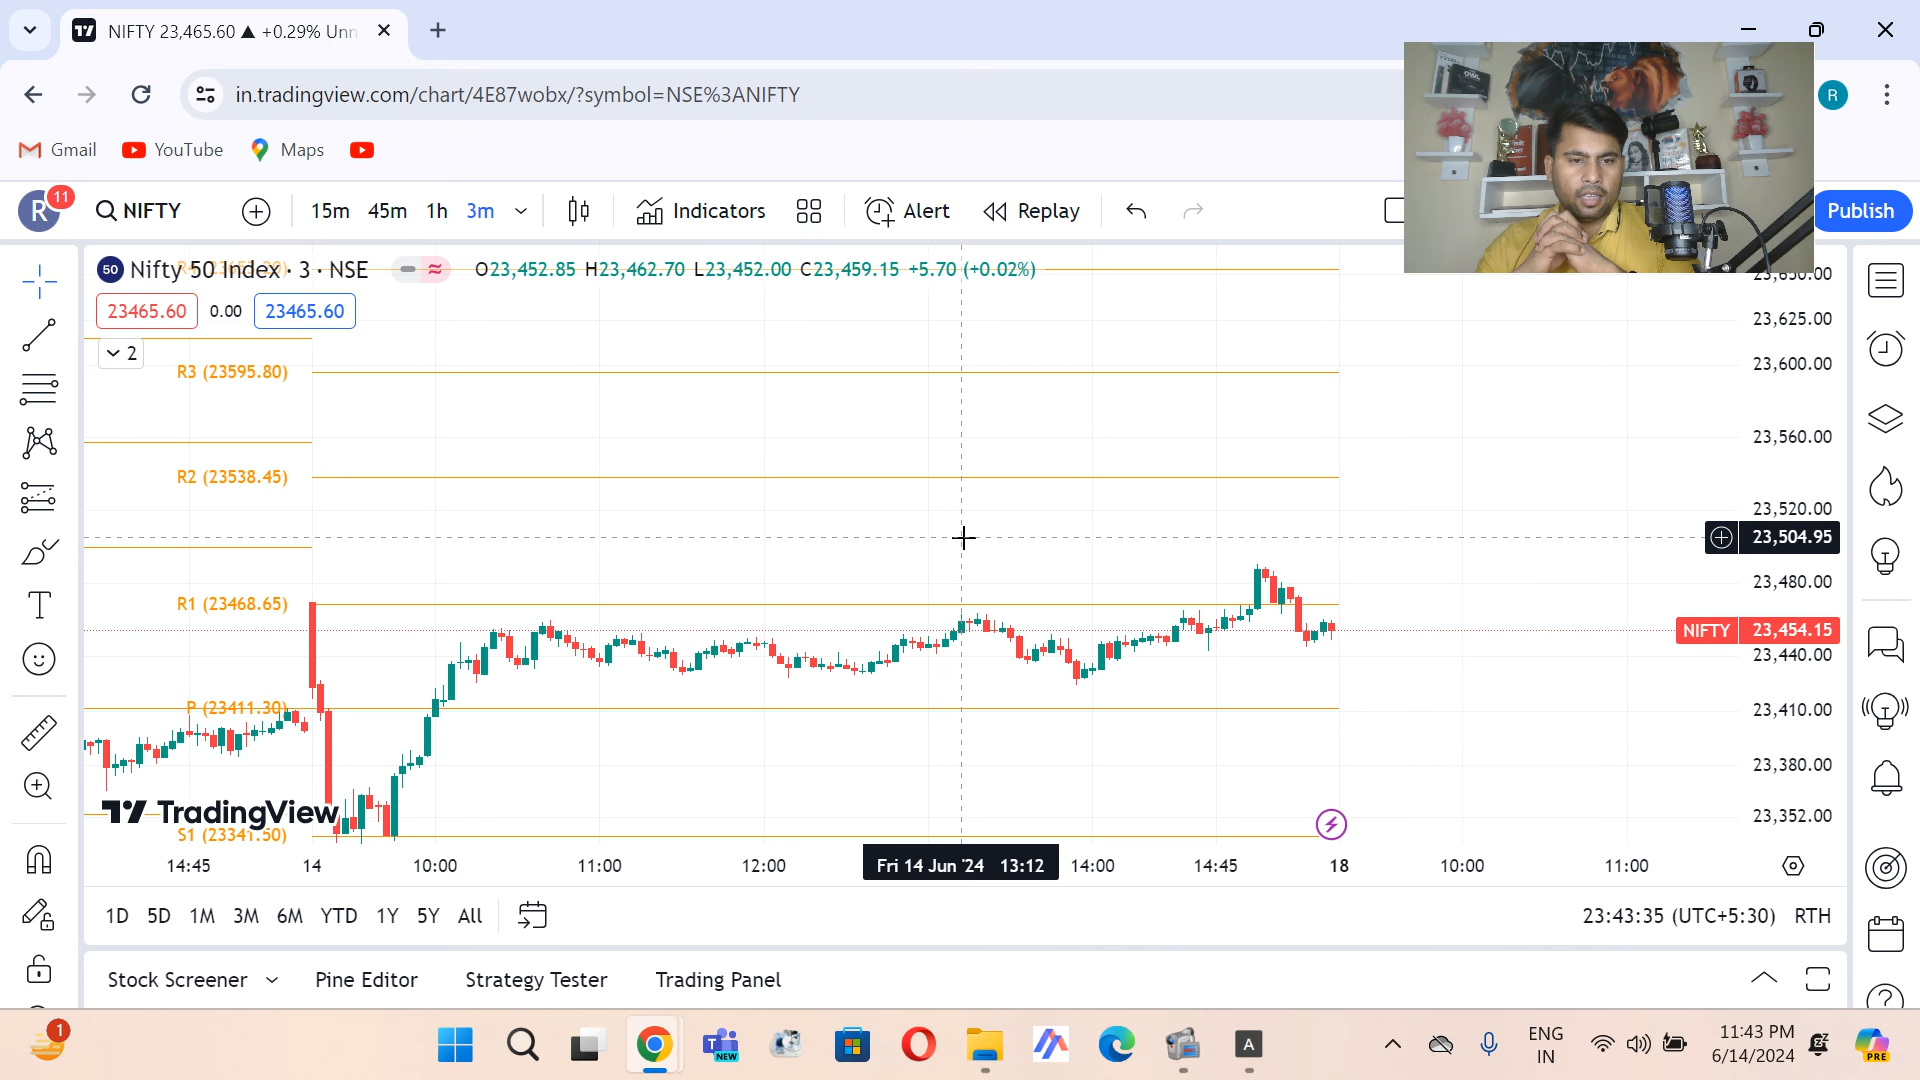 NIFTY 23,465.60 ▲ +0.29% Unn
in.tradingview.com/chart/4E87wobx/?symbol=NSE%3ANIFTY
R
Gmail
YouTube
Maps
R
11
NIFTY
15m 45m 1h 3m
Indicators
Alert
Replay
Publish
50 Nifty 50 Index · 3 · NSE
O23,452.85 H23,462.70 L23,452.00 C23,459.15 +5.70 (+0.02%)
23465.60 0.00 23465.60
2
R3 (23595.80)
R2 (23538.45)
R1 (23468.65)
P (23411.30)
S1 (23341.50)
TradingView
23,650.00
23,625.00
23,600.00
23,560.00
23,520.00
23,504.95
23,480.00
NIFTY 23,454.15
23,440.00
23,410.00
23,380.00
23,352.00
14:45 14 10:00 11:00 12:00 Fri 14 Jun '24 13:12 14:00 14:45 18 10:00 11:00
1D 5D 1M 3M 6M YTD 1Y 5Y All
23:43:35 (UTC+5:30) RTH
Stock Screener Pine Editor Strategy Tester Trading Panel
1
NEW
A
ENG
IN
11:43 PM
6/14/2024
PRE